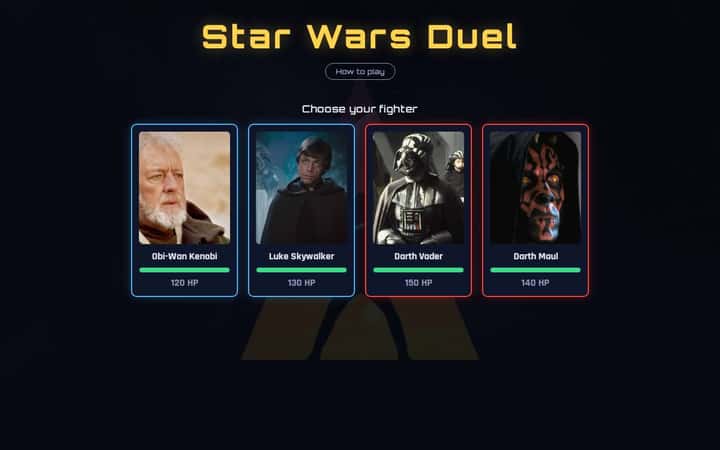 Star Wars Duel
How to play
Choose your fighter
Obi-Wan Kenobi
120 HP
Luke Skywalker
130 HP
Darth Vader
150 HP
Darth Maul
140 HP